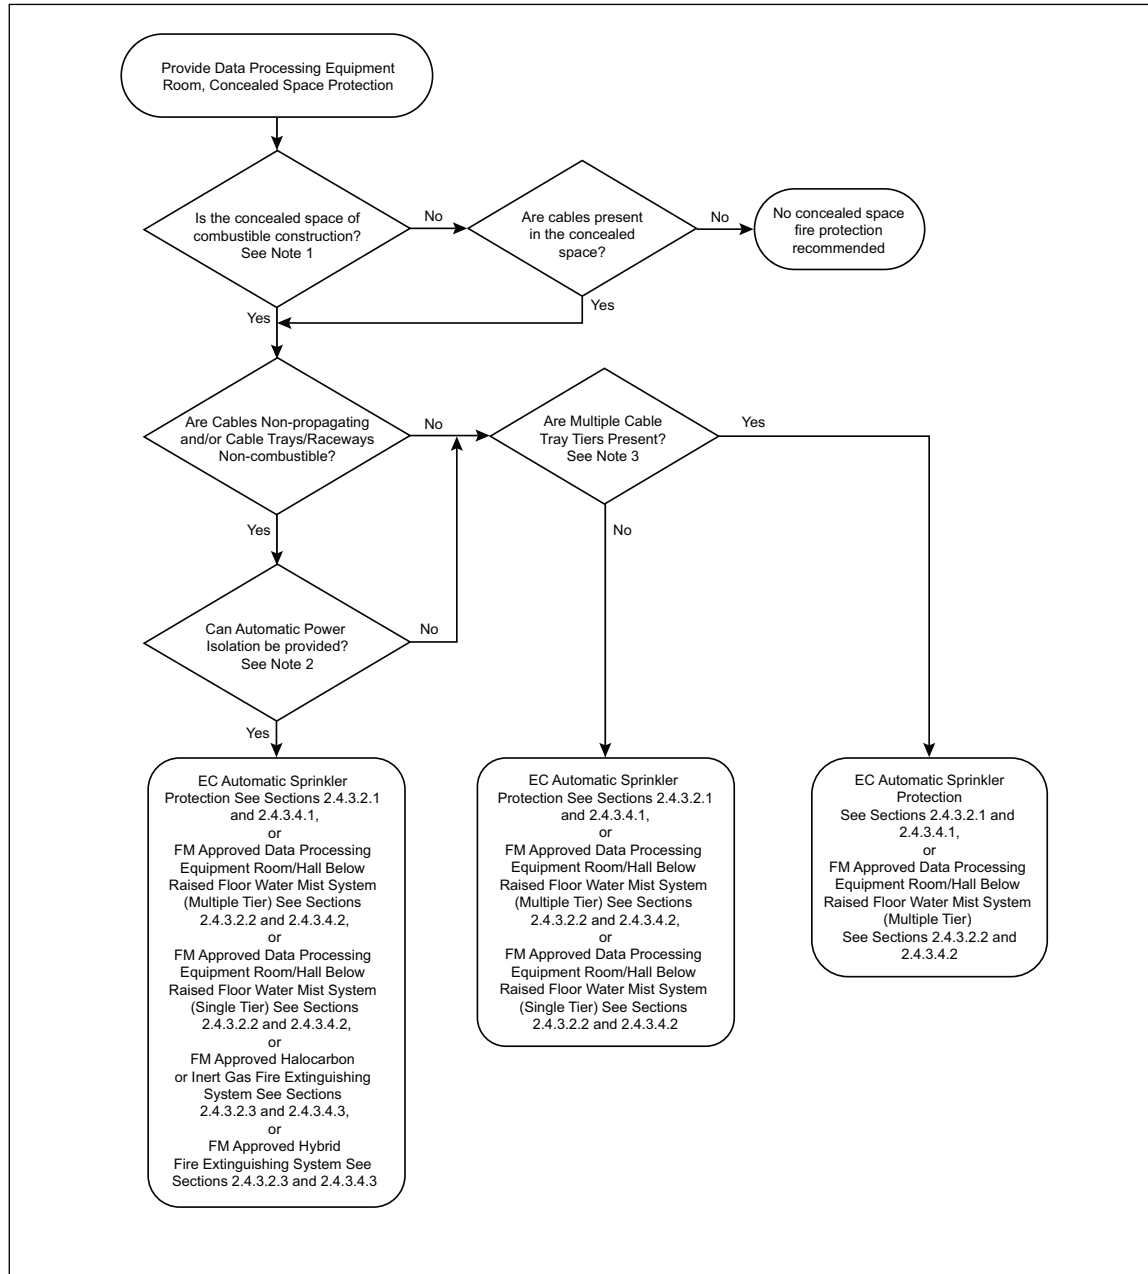 Provide Data Processing Equipment
Room, Concealed Space Protection
Is the concealed space of
combustible construction?
See Note 1
No
Are cables present
in the concealed
space?
No
No concealed space
fire protection
recommended
Yes
Yes
Are Cables Non-propagating
and/or Cable Trays/Raceways
Non-combustible?
No
Are Multiple Cable
Tray Tiers Present?
See Note 3
Yes
Yes
No
Can Automatic Power
Isolation be provided?
See Note 2
No
Yes
EC Automatic Sprinkler
Protection See Sections 2.4.3.2.1
and 2.4.3.4.1,
or
FM Approved Data Processing
Equipment Room/Hall Below
Raised Floor Water Mist System
(Multiple Tier) See Sections
2.4.3.2.2 and 2.4.3.4.2,
or
FM Approved Data Processing
Equipment Room/Hall Below
Raised Floor Water Mist System
(Single Tier) See Sections
2.4.3.2.2 and 2.4.3.4.2,
or
FM Approved Halocarbon
or Inert Gas Fire Extinguishing
System See Sections
2.4.3.2.3 and 2.4.3.4.3,
or
FM Approved Hybrid
Fire Extinguishing System See
Sections 2.4.3.2.3 and 2.4.3.4.3
EC Automatic Sprinkler
Protection See Sections 2.4.3.2.1
and 2.4.3.4.1,
or
FM Approved Data Processing
Equipment Room/Hall Below
Raised Floor Water Mist System
(Multiple Tier) See Sections
2.4.3.2.2 and 2.4.3.4.2,
or
FM Approved Data Processing
Equipment Room/Hall Below
Raised Floor Water Mist System
(Single Tier) See Sections
2.4.3.2.2 and 2.4.3.4.2
EC Automatic Sprinkler
Protection
See Sections 2.4.3.2.1 and
2.4.3.4.1,
or
FM Approved Data Processing
Equipment Room/Hall Below
Raised Floor Water Mist System
(Multiple Tier)
See Sections 2.4.3.2.2 and
2.4.3.4.2